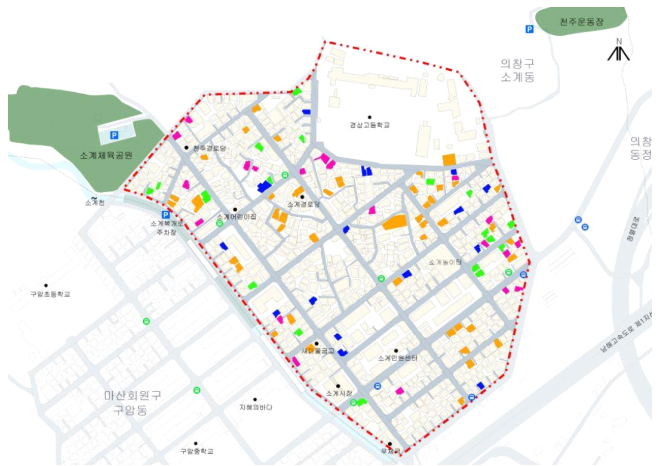 천주운동장
P
N
의창구
소계동
의창
동정
경상고등학교
P
천주경로당
소계체육공원
소계천
소계경로당
소계어린이집
P
소계북개로
주차장
소계놀이터
구암초등학교
남해고속도로 제1지선
새마을금고
소계민원센터
마산회원구
구암동
소계시장
지혜의바다
구암중학교
우체국